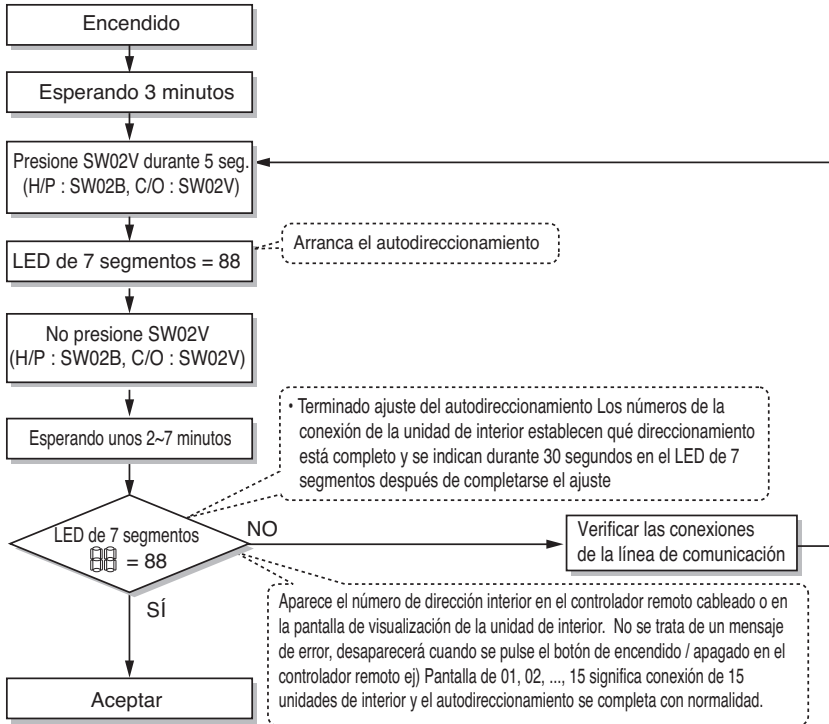 Encendido
Esperando 3 minutos
Presione SW02V durante 5 seg.
(H/P : SW02B, C/O : SW02V)
LED de 7 segmentos = 88
Arranca el autodireccionamiento
No presione SW02V
(H/P : SW02B, C/O : SW02V)
Esperando unos 2~7 minutos
• Terminado ajuste del autodireccionamiento Los números de la
conexión de la unidad de interior establecen qué direccionamiento
está completo y se indican durante 30 segundos en el LED de 7
segmentos después de completarse el ajuste
LED de 7 segmentos
88 = 88
NO
Verificar las conexiones
de la línea de comunicación
SÍ
Aparece el número de dirección interior en el controlador remoto cableado o en
la pantalla de visualización de la unidad de interior. No se trata de un mensaje
de error, desaparecerá cuando se pulse el botón de encendido / apagado en el
controlador remoto ej) Pantalla de 01, 02, ..., 15 significa conexión de 15
unidades de interior y el autodireccionamiento se completa con normalidad.
Aceptar